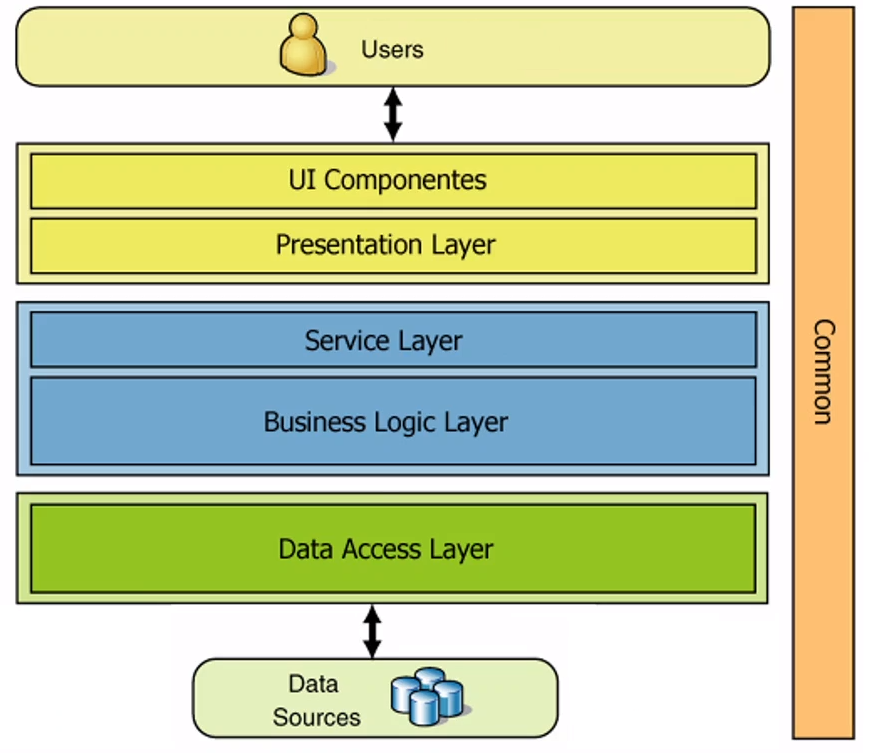 Users
UI Componentes
Presentation Layer
Service Layer
Business Logic Layer
Data Access Layer
Data
Sources
Common